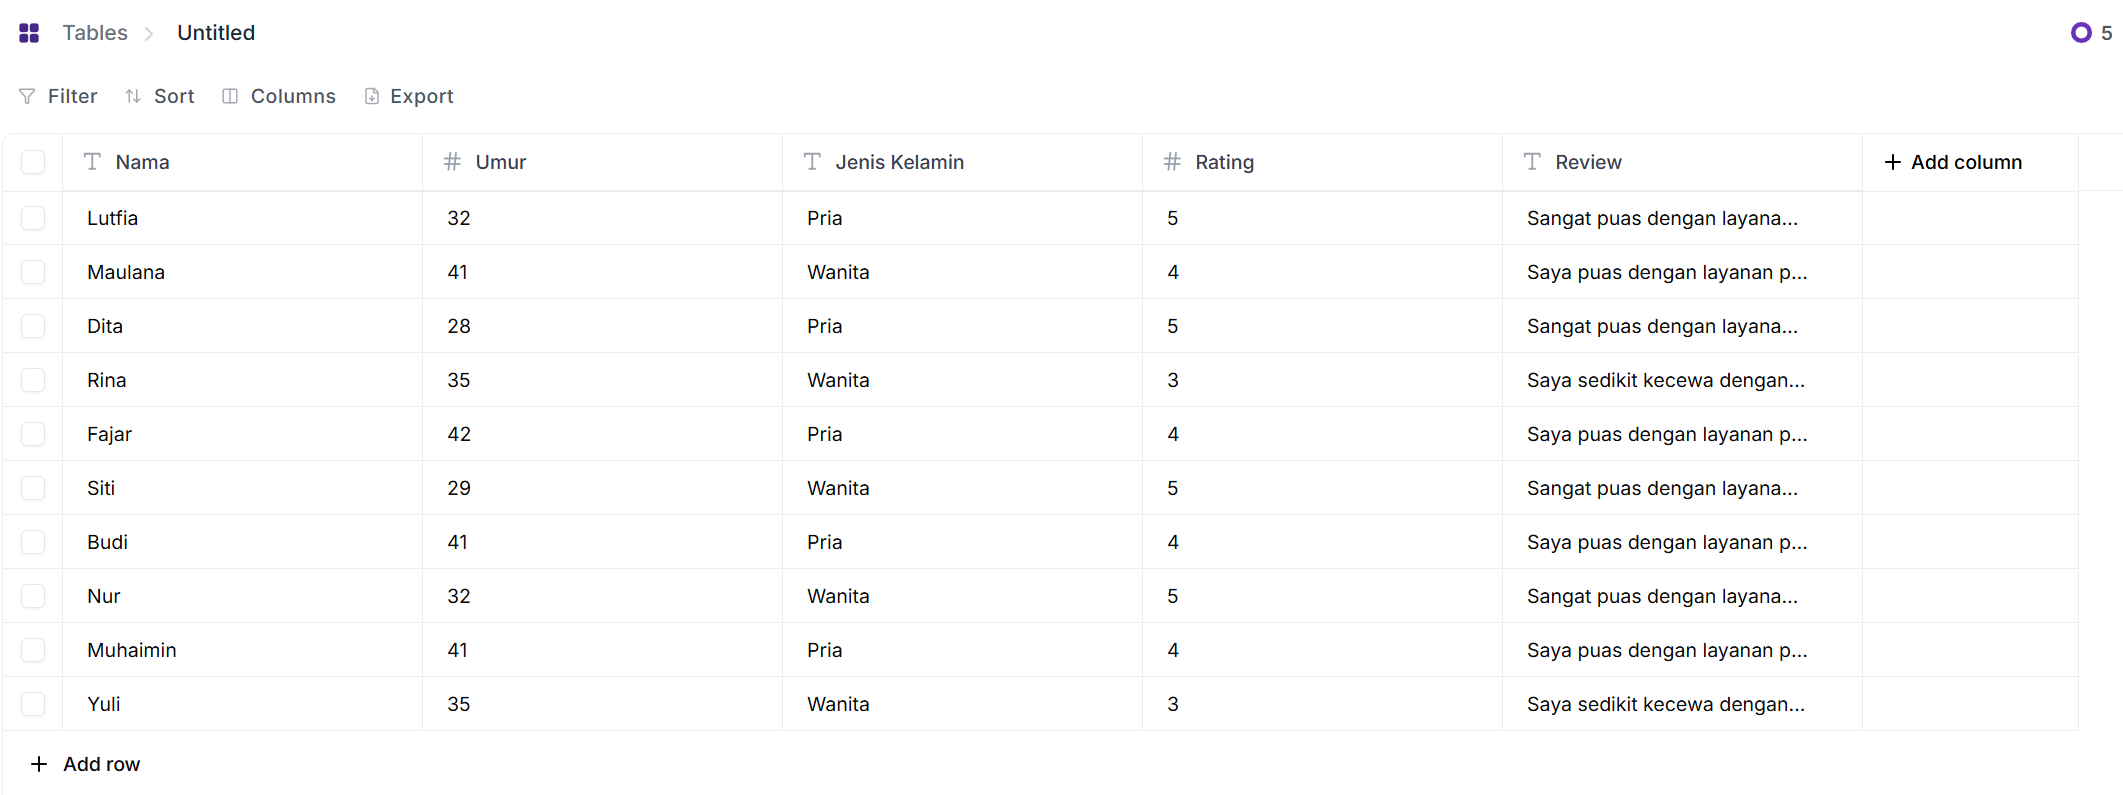 Tables > Untitled 5
Filter Sort Columns Export
Nama Umur Jenis Kelamin Rating Review + Add column
Lutfia 32 Pria 5 Sangat puas dengan layana...
Maulana 41 Wanita 4 Saya puas dengan layanan p...
Dita 28 Pria 5 Sangat puas dengan layana...
Rina 35 Wanita 3 Saya sedikit kecewa dengan...
Fajar 42 Pria 4 Saya puas dengan layanan p...
Siti 29 Wanita 5 Sangat puas dengan layana...
Budi 41 Pria 4 Saya puas dengan layanan p...
Nur 32 Wanita 5 Sangat puas dengan layana...
Muhaimin 41 Pria 4 Saya puas dengan layanan p...
Yuli 35 Wanita 3 Saya sedikit kecewa dengan...
+ Add row